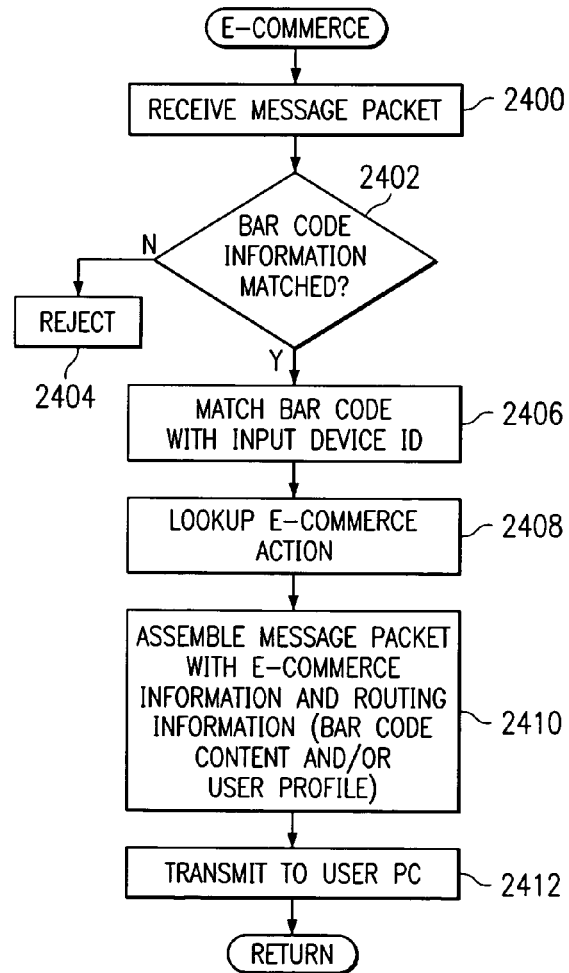 E-COMMERCE
RECEIVE MESSAGE PACKET
2400
2402
BAR CODE
INFORMATION
MATCHED?
N
REJECT
2404
Y
MATCH BAR CODE
WITH INPUT DEVICE ID
2406
LOOKUP E-COMMERCE
ACTION
2408
ASSEMBLE MESSAGE PACKET
WITH E-COMMERCE
INFORMATION AND ROUTING
INFORMATION (BAR CODE
CONTENT AND/OR
USER PROFILE)
2410
TRANSMIT TO USER PC
2412
RETURN